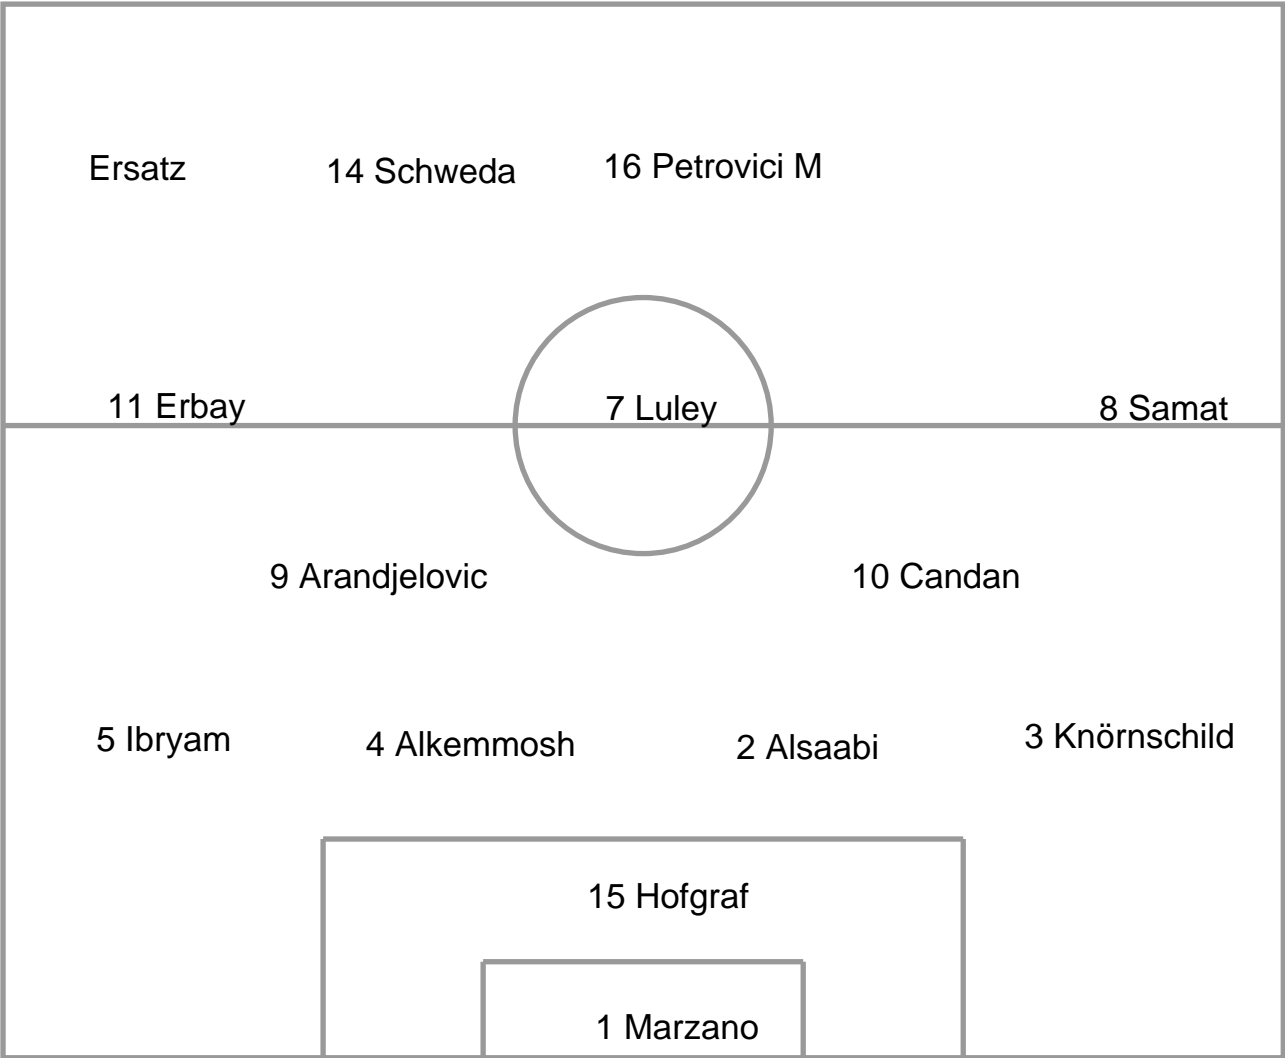 Ersatz 14 Schweda 16 Petrovici M
11 Erbay 7 Luley 8 Samat
9 Arandjelovic 10 Candan
5 Ibryam 4 Alkemmosh 2 Alsaabi 3 Knörnschild
15 Hofgraf
1 Marzano